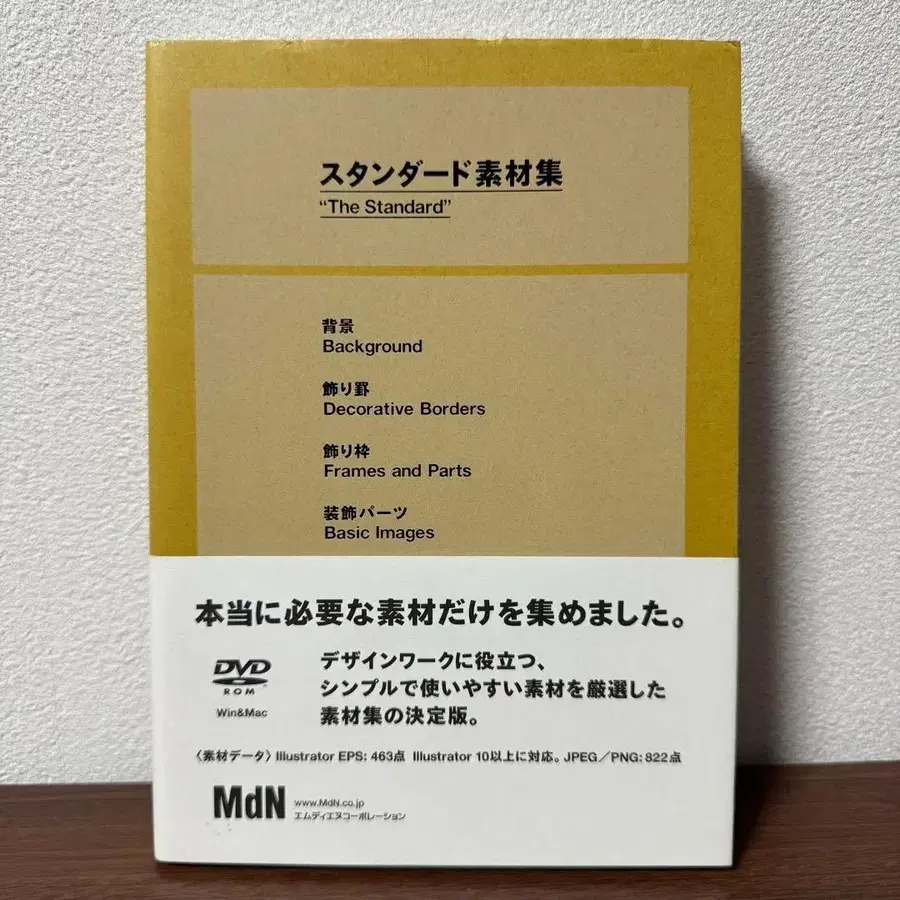 スタンダード素材集
“The Standard”
背景
Background
飾り罫
Decorative Borders
飾り枠
Frames and Parts
装飾パーツ
Basic Images
本当に必要な素材だけを集めました。
DVD
ROM
Win&Mac
デザインワークに役立つ、
シンプルで使いやすい素材を厳選した
素材集の決定版。
〈素材データ〉Illustrator EPS: 463点 Illustrator 10以上に対応。JPEG／PNG: 822点
MdN
www.MdN.co.jp
エムディエヌコーポレーション